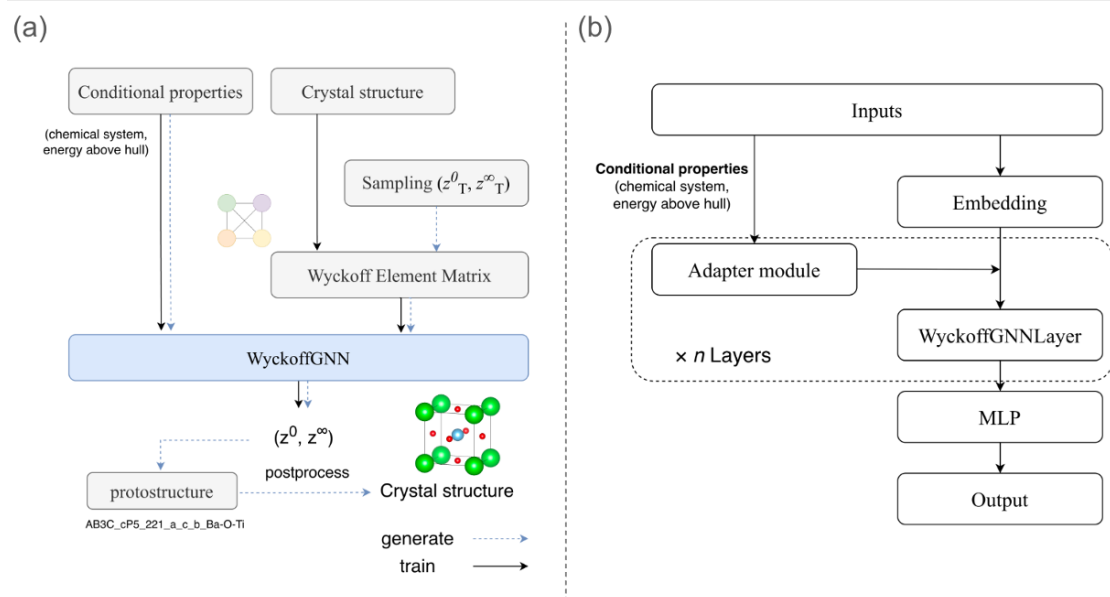 (a)
Conditional properties
Crystal structure
(chemical system,
energy above hull)
Sampling (z⁰_T, z^∞_T)
Wyckoff Element Matrix
WyckoffGNN
(z⁰, z^∞)
postprocess
protostructure
AB3C_cP5_221_a_c_b_Ba-O-Ti
Crystal structure
generate
train
(b)
Inputs
Conditional properties
(chemical system,
energy above hull)
Embedding
Adapter module
WyckoffGNNLayer
× n Layers
MLP
Output